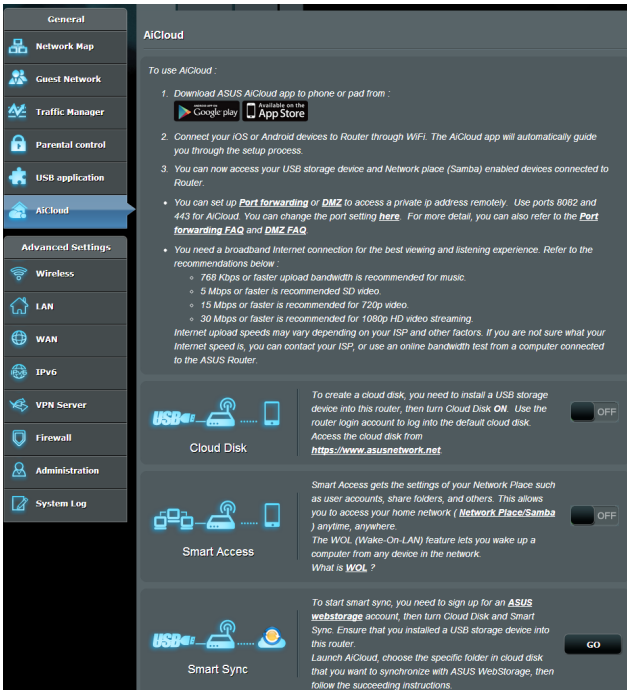 General
Network Map
Guest Network
Traffic Manager
Parental control
USB application
AiCloud
Advanced Settings
Wireless
LAN
WAN
IPv6
VPN Server
Firewall
Administration
System Log
AiCloud
To use AiCloud :
1. Download ASUS AiCloud app to phone or pad from :
ANDROID APP ON
Google play
Available on the
App Store
2. Connect your iOS or Android devices to Router through WiFi. The AiCloud app will automatically guide
you through the setup process.
3. You can now access your USB storage device and Network place (Samba) enabled devices connected to
Router.
• You can set up Port forwarding or DMZ to access a private ip address remotely. Use ports 8082 and
443 for AiCloud. You can change the port setting here. For more detail, you can also refer to the Port
forwarding FAQ and DMZ FAQ.
• You need a broadband Internet connection for the best viewing and listening experience. Refer to the
recommendations below :
◦ 768 Kbps or faster upload bandwidth is recommended for music.
◦ 5 Mbps or faster is recommended SD video.
◦ 15 Mbps or faster is recommended for 720p video.
◦ 30 Mbps or faster is recommended for 1080p HD video streaming.
Internet upload speeds may vary depending on your ISP and other factors. If you are not sure what your
Internet speed is, you can contact your ISP, or use an online bandwidth test from a computer connected
to the ASUS Router.
USB
Cloud Disk
To create a cloud disk, you need to install a USB storage
device into this router, then turn Cloud Disk ON. Use the
router login account to log into the default cloud disk.
Access the cloud disk from
https://www.asusnetwork.net.
OFF
Smart Access
Smart Access gets the settings of your Network Place such
as user accounts, share folders, and others. This allows
you to access your home network ( Network Place/Samba
) anytime, anywhere.
The WOL (Wake-On-LAN) feature lets you wake up a
computer from any device in the network.
What is WOL ?
OFF
USB
Smart Sync
To start smart sync, you need to sign up for an ASUS
webstorage account, then turn Cloud Disk and Smart
Sync. Ensure that you installed a USB storage device into
this router.
Launch AiCloud, choose the specific folder in cloud disk
that you want to synchronize with ASUS WebStorage, then
follow the succeeding instructions.
GO